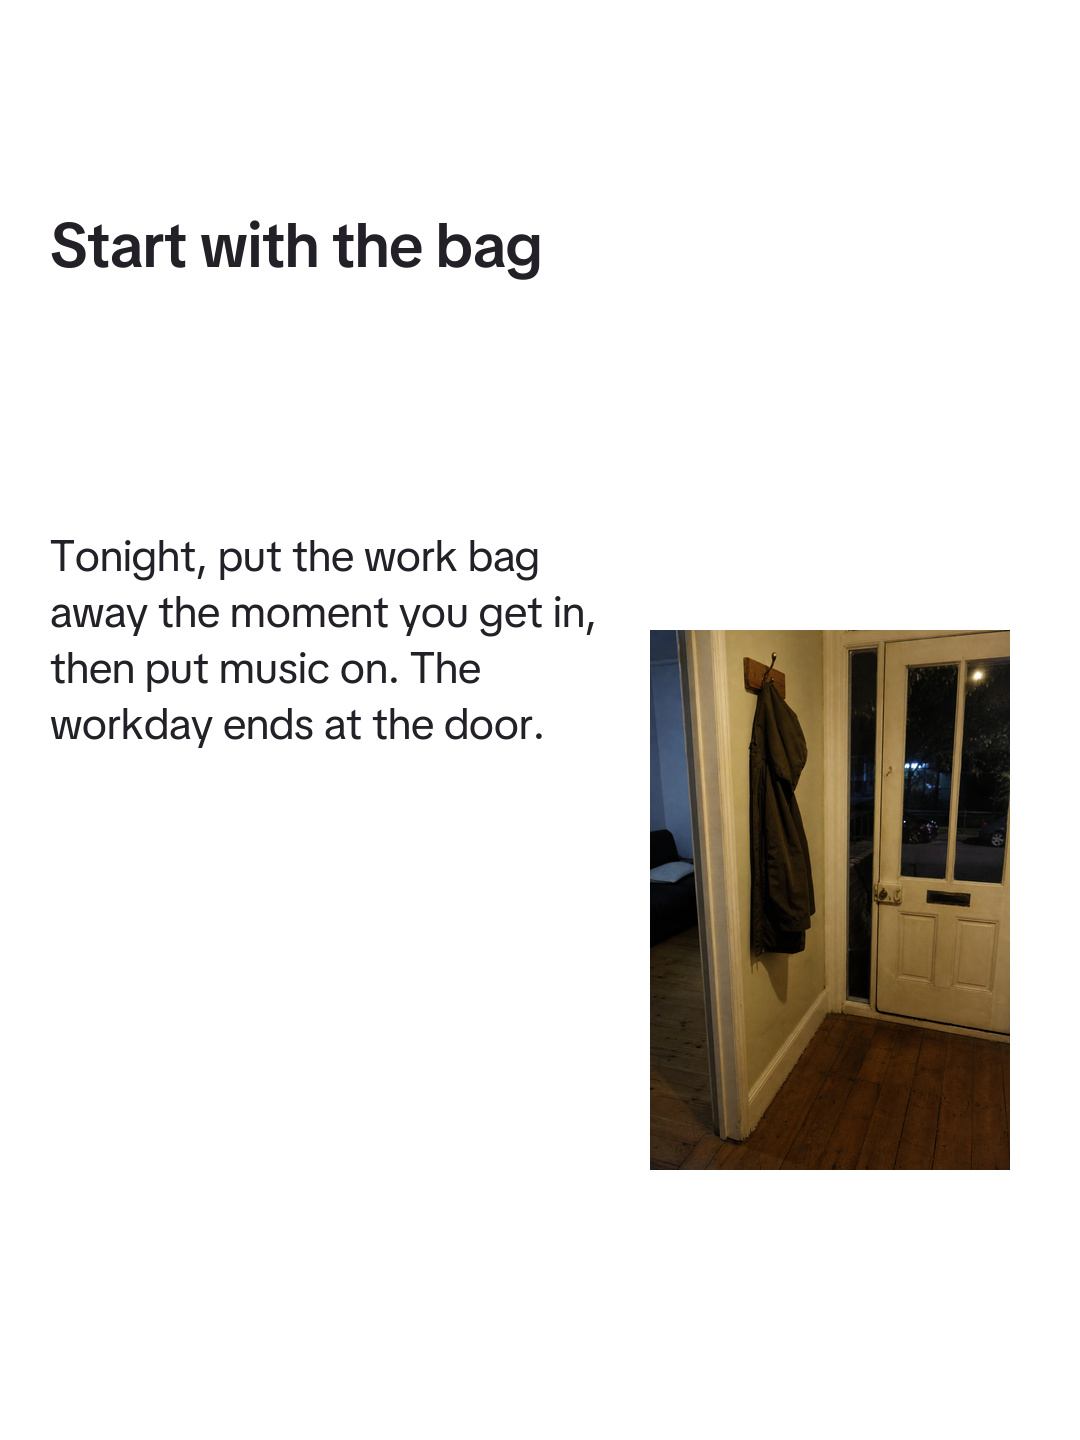 Start with the bag
Tonight, put the work bag
away the moment you get in,
then put music on. The
workday ends at the door.